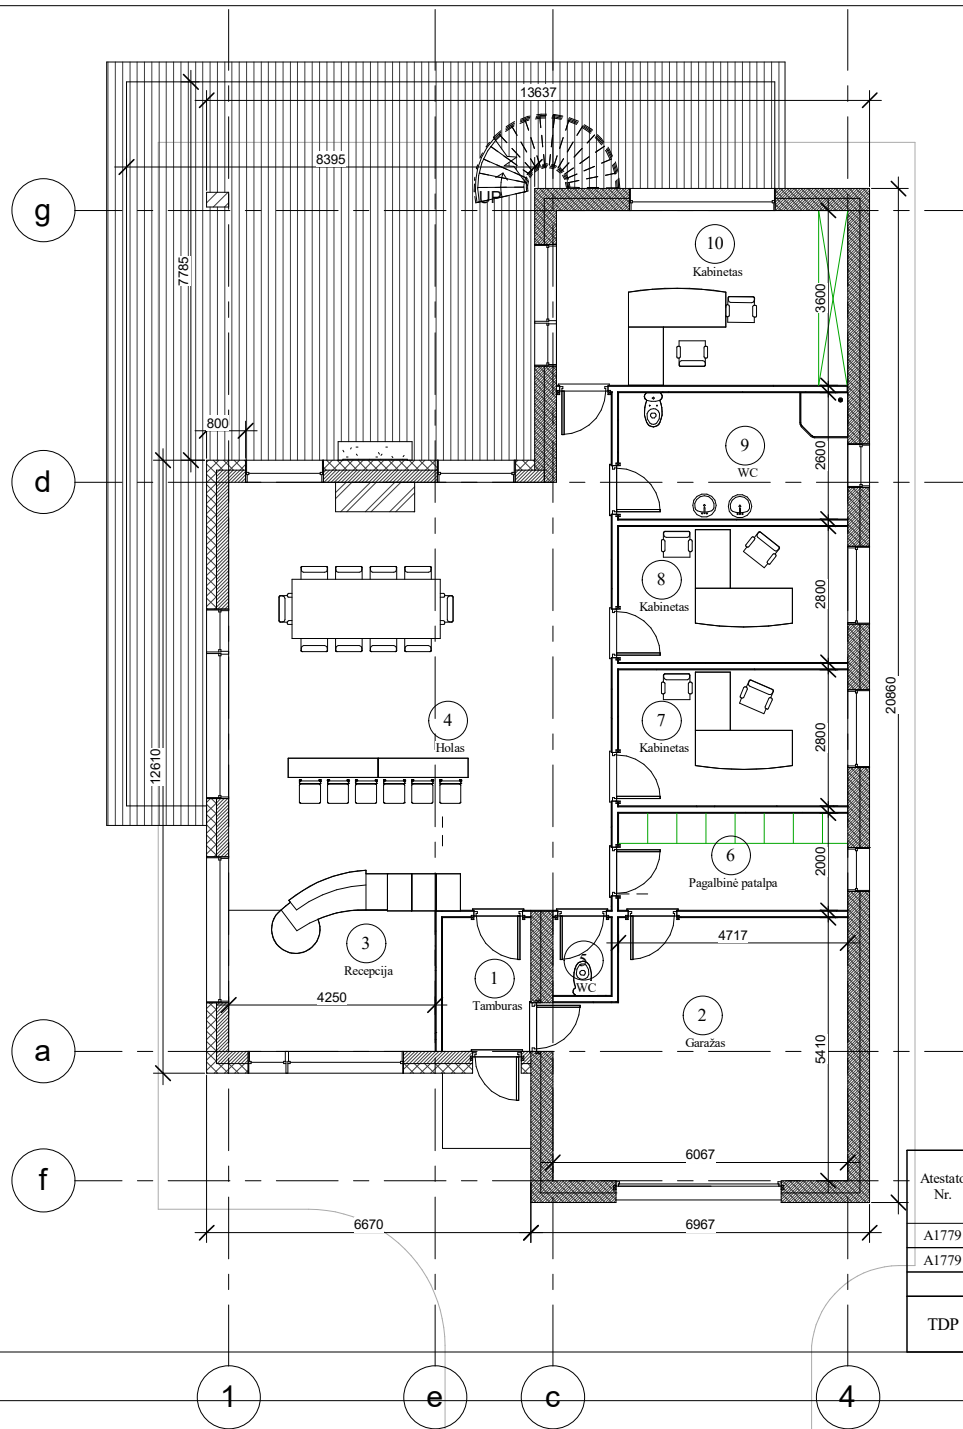 13637
8395
UP
g
10
Kabinetas
7785
3600
800
9
WC
2600
d
8
Kabinetas
2800
20860
4
Holas
7
Kabinetas
2800
12610
6
Pagalbinė patalpa
2000
3
Recepcija
4717
5
WC
1
Tamburas
4250
2
Garažas
5410
a
6067
f
6670
6967
Atestato
Nr.
A1779
A1779
TDP
1
e
c
4